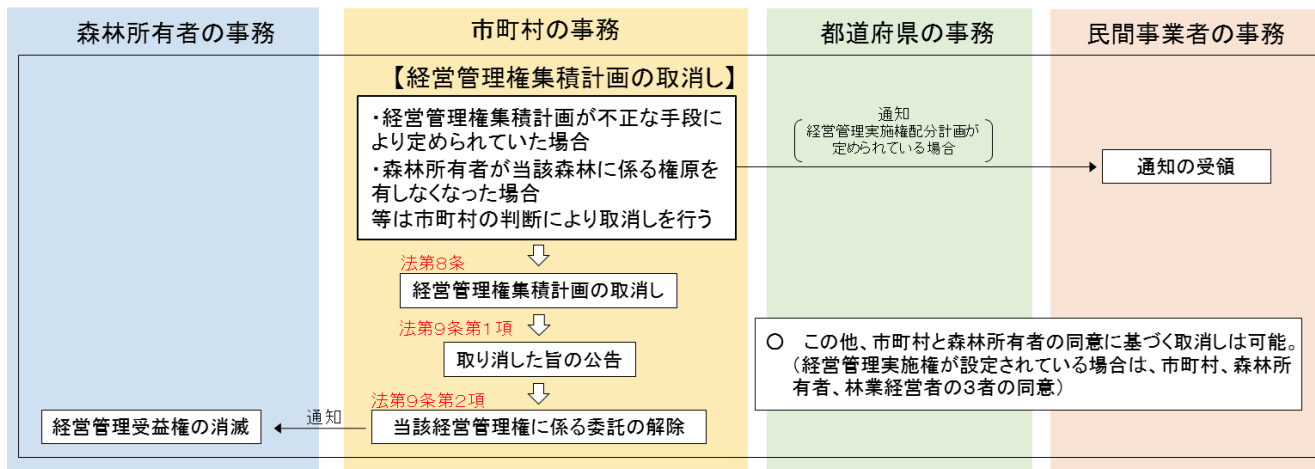 森林所有者の事務
市町村の事務
都道府県の事務
民間事業者の事務
【経営管理権集積計画の取消し】
・経営管理権集積計画が不正な手段に
より定められていた場合
・森林所有者が当該森林に係る権原を
有しなくなった場合
等は市町村の判断により取消しを行う
通知
経営管理実施権配分計画が
定められている場合
通知の受領
法第8条
経営管理権集積計画の取消し
法第9条第1項
取り消した旨の公告
法第9条第2項
当該経営管理権に係る委託の解除
通知
経営管理受益権の消滅
○ この他、市町村と森林所有者の同意に基づく取消しは可能。
（経営管理実施権が設定されている場合は、市町村、森林所
有者、林業経営者の3者の同意）